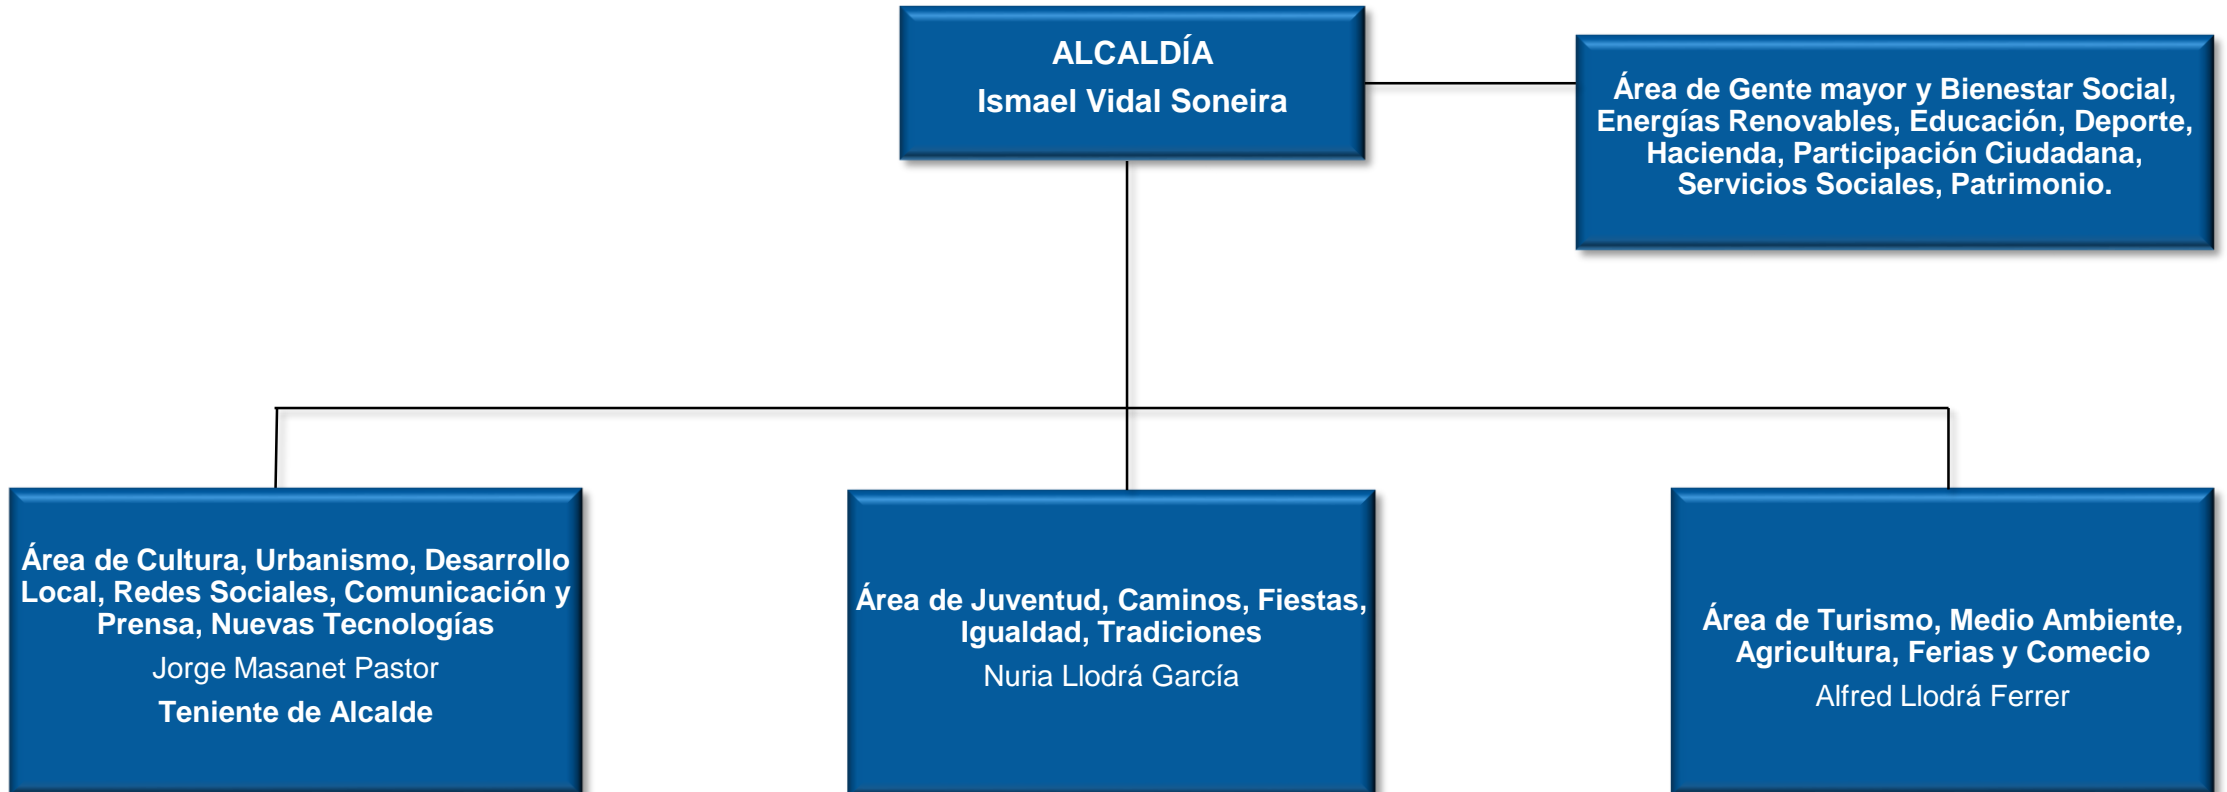 ALCALDÍA
Ismael Vidal Soneira
Área de Gente mayor y Bienestar Social,
Energías Renovables, Educación, Deporte,
Hacienda, Participación Ciudadana,
Servicios Sociales, Patrimonio.
Área de Cultura, Urbanismo, Desarrollo
Local, Redes Sociales, Comunicación y
Prensa, Nuevas Tecnologías
Jorge Masanet Pastor
Teniente de Alcalde
Área de Juventud, Caminos, Fiestas,
Igualdad, Tradiciones
Nuria Llodrá García
Área de Turismo, Medio Ambiente,
Agricultura, Ferias y Comecio
Alfred Llodrá Ferrer